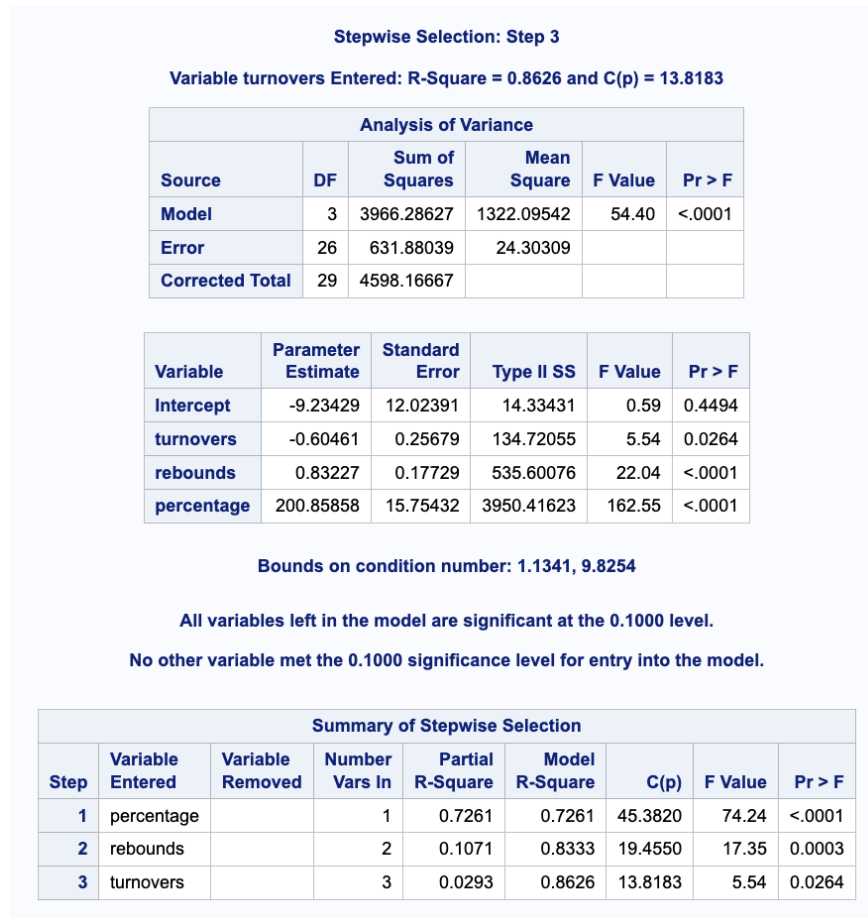 Stepwise Selection: Step 3
Variable turnovers Entered: R-Square = 0.8626 and C(p) = 13.8183
Analysis of Variance
Source DF Sum of Squares Mean Square F Value Pr > F
Model 3 3966.28627 1322.09542 54.40 <.0001
Error 26 631.88039 24.30309
Corrected Total 29 4598.16667
Variable Parameter Estimate Standard Error Type II SS F Value Pr > F
Intercept -9.23429 12.02391 14.33431 0.59 0.4494
turnovers -0.60461 0.25679 134.72055 5.54 0.0264
rebounds 0.83227 0.17729 535.60076 22.04 <.0001
percentage 200.85858 15.75432 3950.41623 162.55 <.0001
Bounds on condition number: 1.1341, 9.8254
All variables left in the model are significant at the 0.1000 level.
No other variable met the 0.1000 significance level for entry into the model.
Summary of Stepwise Selection
Step Variable Entered Variable Removed Number Vars In Partial R-Square Model R-Square C(p) F Value Pr > F
1 percentage 1 0.7261 0.7261 45.3820 74.24 <.0001
2 rebounds 2 0.1071 0.8333 19.4550 17.35 0.0003
3 turnovers 3 0.0293 0.8626 13.8183 5.54 0.0264